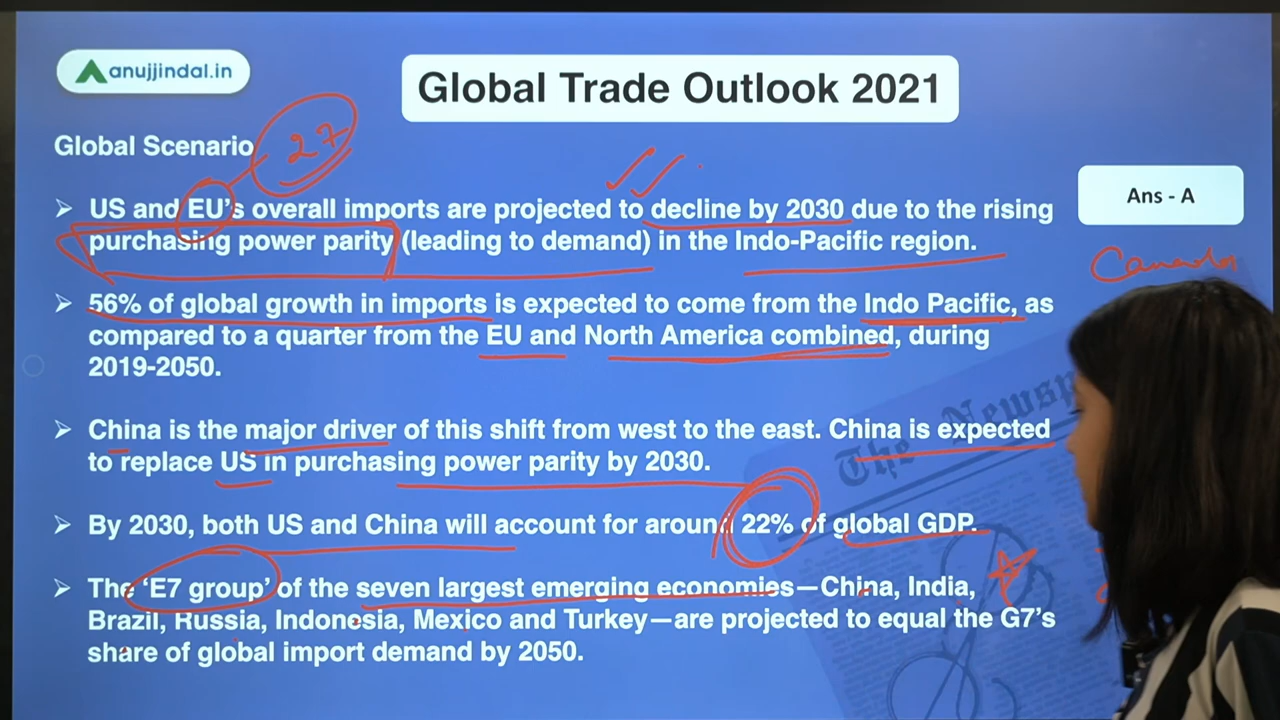 anujjindal.in
Global Trade Outlook 2021
Global Scenario
27
➤ US and EU's overall imports are projected to decline by 2030 due to the rising
purchasing power parity (leading to demand) in the Indo-Pacific region.
Ans - A
Canada
➤ 56% of global growth in imports is expected to come from the Indo Pacific, as
compared to a quarter from the EU and North America combined, during
2019-2050.
➤ China is the major driver of this shift from west to the east. China is expected
to replace US in purchasing power parity by 2030.
➤ By 2030, both US and China will account for around 22% of global GDP.
➤ The 'E7 group' of the seven largest emerging economies—China, India,
Brazil, Russia, Indonesia, Mexico and Turkey—are projected to equal the G7's
share of global import demand by 2050.
The Newsp